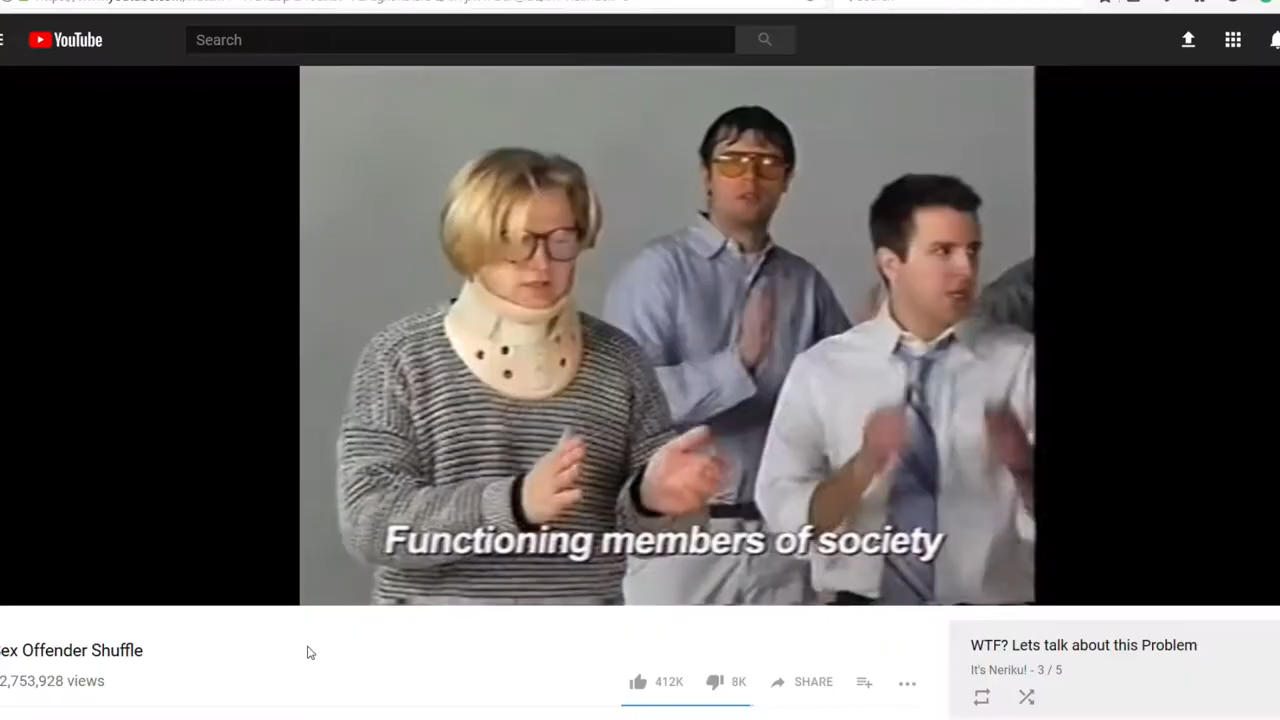 YouTube
Search
Functioning members of society
ex Offender Shuffle
2,753,928 views
412K
8K
SHARE
WTF? Lets talk about this Problem
It's Neriku! - 3 / 5